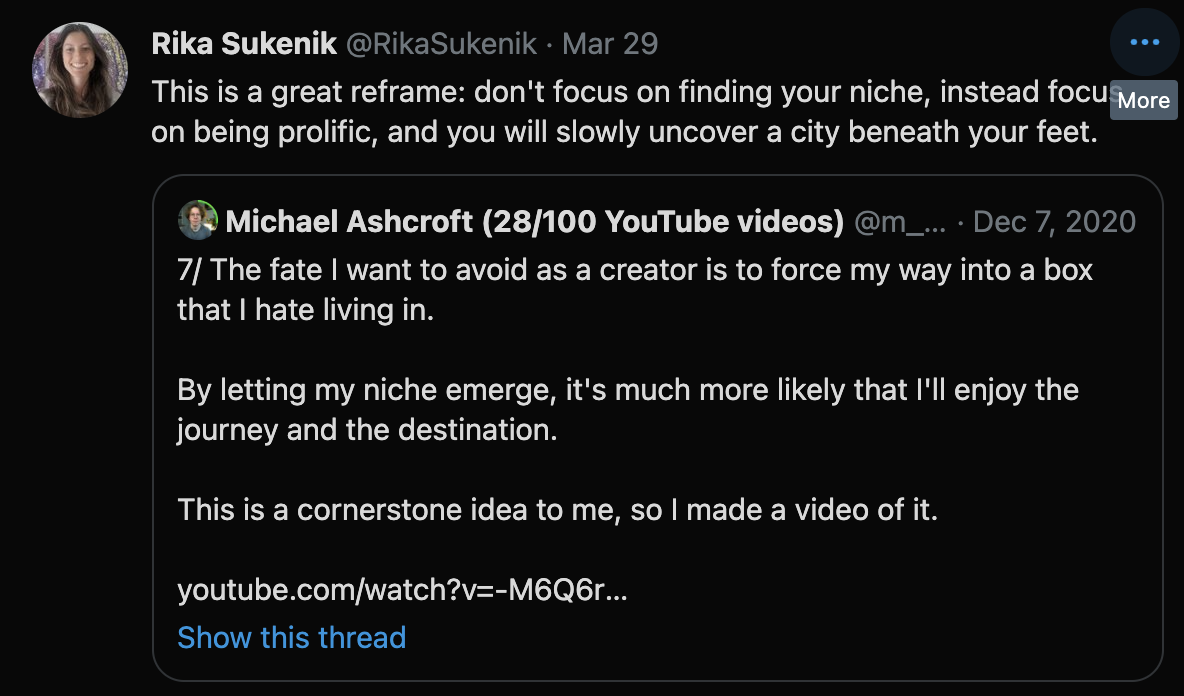 Rika Sukenik @RikaSukenik · Mar 29
This is a great reframe: don't focus on finding your niche, instead focus
More
on being prolific, and you will slowly uncover a city beneath your feet.
Michael Ashcroft (28/100 YouTube videos) @m_... · Dec 7, 2020
7/ The fate I want to avoid as a creator is to force my way into a box
that I hate living in.
By letting my niche emerge, it's much more likely that I'll enjoy the
journey and the destination.
This is a cornerstone idea to me, so I made a video of it.
youtube.com/watch?v=-M6Q6r...
Show this thread